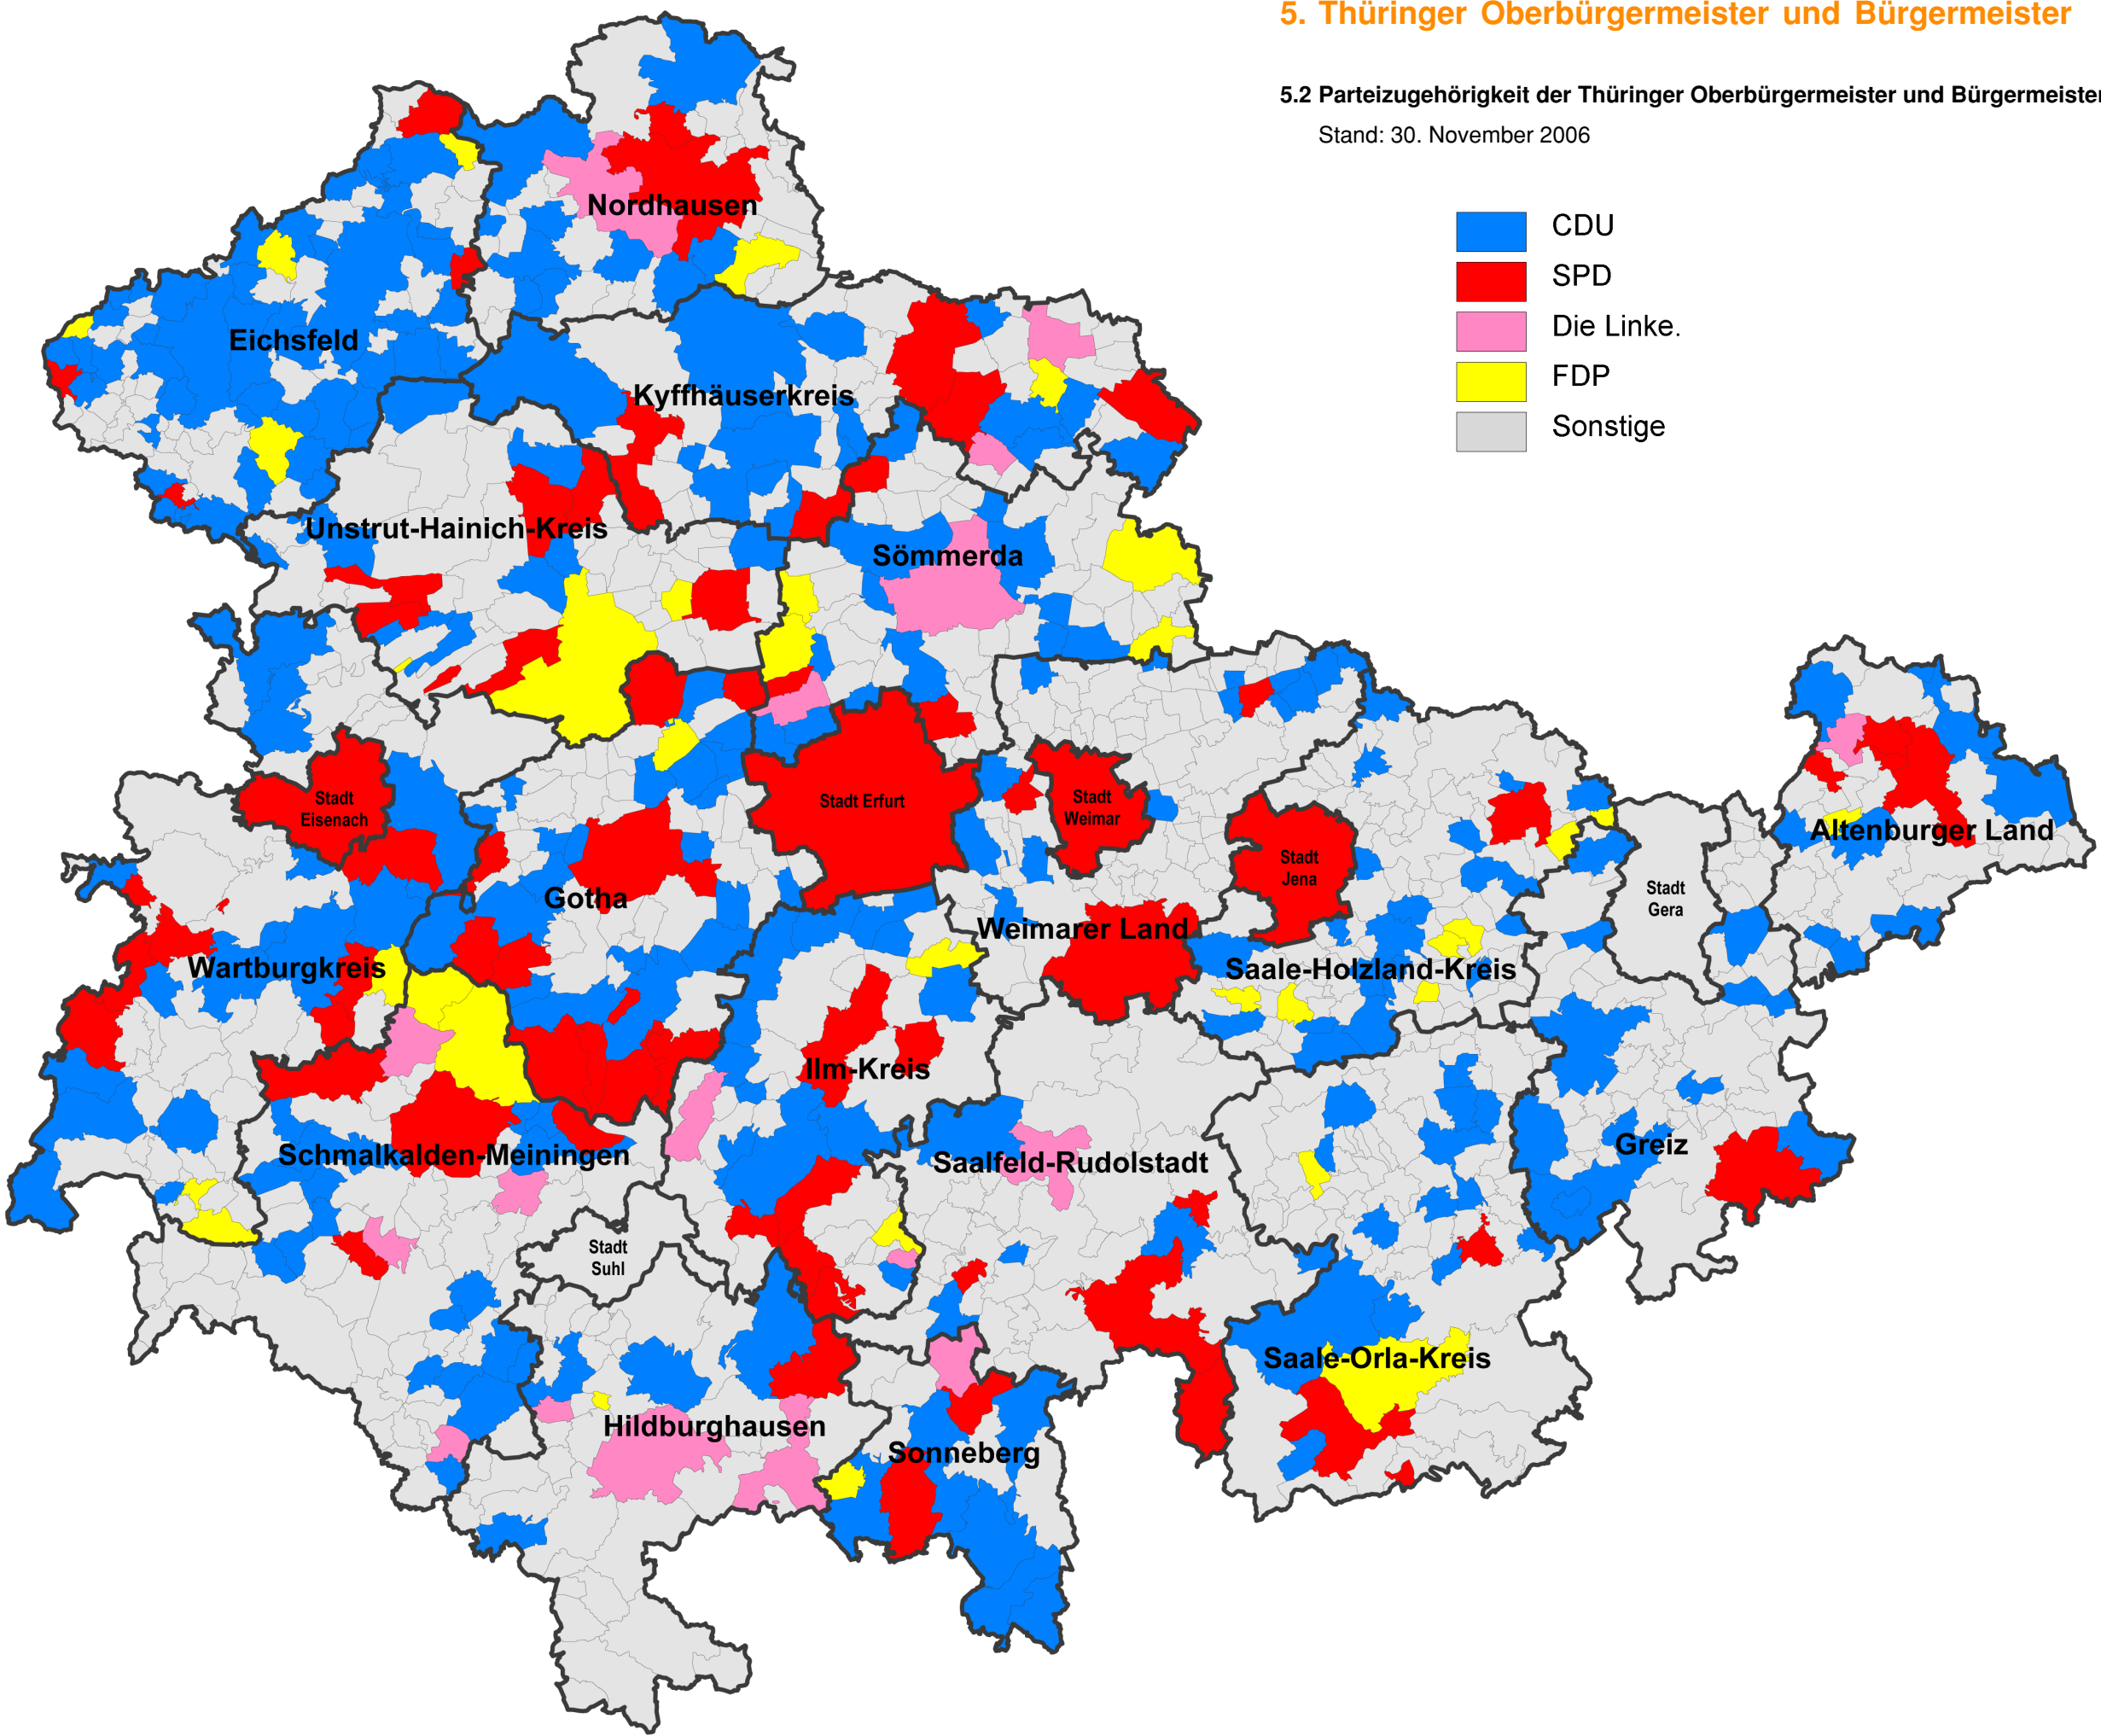 5. Thüringer Oberbürgermeister und Bürgermeister
5.2 Parteizugehörigkeit der Thüringer Oberbürgermeister und Bürgermeister
Stand: 30. November 2006
CDU
SPD
Die Linke.
FDP
Sonstige
Nordhausen
Eichsfeld
Kyffhäuserkreis
Unstrut-Hainich-Kreis
Sömmerda
Stadt
Eisenach
Stadt Erfurt
Stadt
Weimar
Altenburger Land
Stadt
Jena
Stadt
Gera
Gotha
Weimarer Land
Wartburgkreis
Saale-Holzland-Kreis
Ilm-Kreis
Schmalkalden-Meiningen
Saalfeld-Rudolstadt
Greiz
Stadt
Suhl
Saale-Orla-Kreis
Hildburghausen
Sonneberg